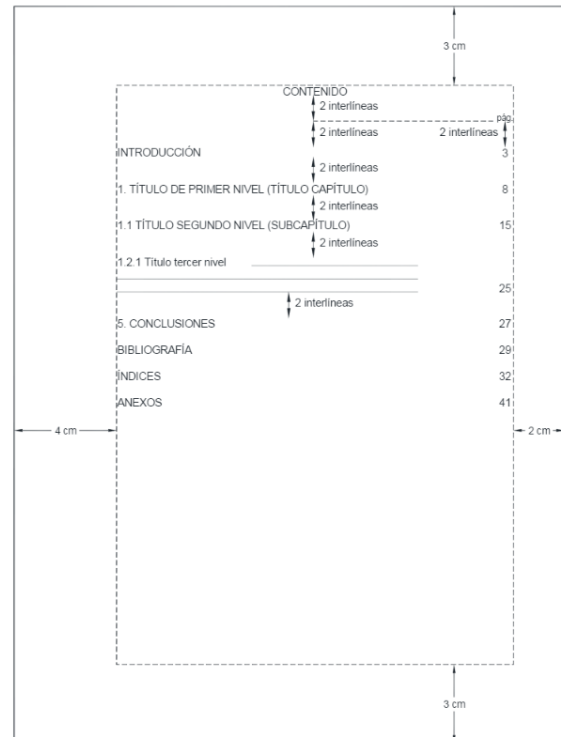 3 cm
CONTENIDO
2 interlíneas
pág.
2 interlíneas 2 interlíneas
INTRODUCCIÓN 3
2 interlíneas
1. TÍTULO DE PRIMER NIVEL (TÍTULO CAPÍTULO) 8
2 interlíneas
1.1 TÍTULO SEGUNDO NIVEL (SUBCAPÍTULO) 15
2 interlíneas
1.2.1 Título tercer nivel
25
2 interlíneas
5. CONCLUSIONES 27
BIBLIOGRAFÍA 29
ÍNDICES 32
ANEXOS 41
4 cm 2 cm
3 cm